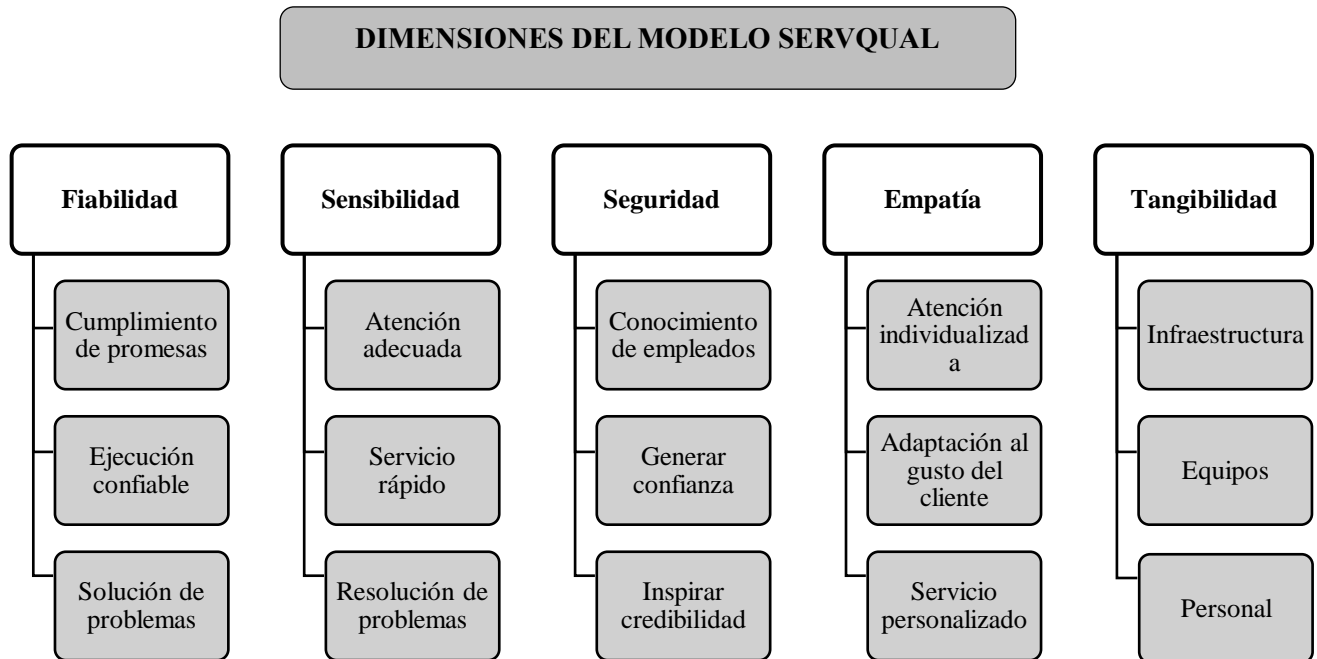 DIMENSIONES DEL MODELO SERVQUAL
Fiabilidad
Cumplimiento
de promesas
Ejecución
confiable
Solución de
problemas
Sensibilidad
Atención
adecuada
Servicio
rápido
Resolución de
problemas
Seguridad
Conocimiento
de empleados
Generar
confianza
Inspirar
credibilidad
Empatía
Atención
individualizad
a
Adaptación al
gusto del
cliente
Servicio
personalizado
Tangibilidad
Infraestructura
Equipos
Personal